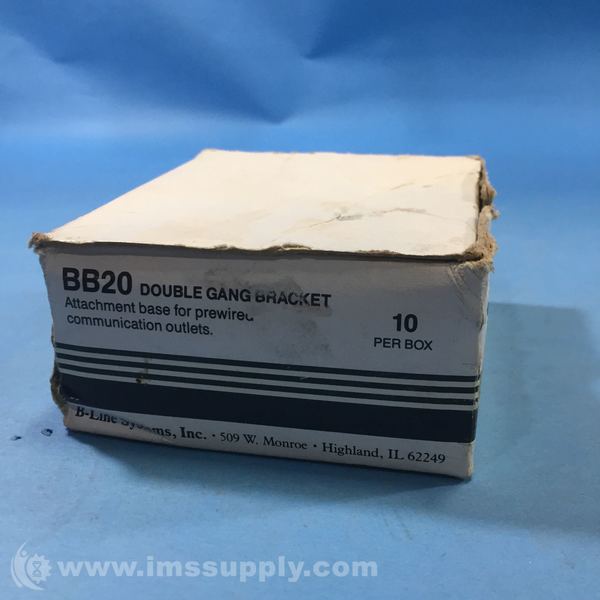 BB20 DOUBLE GANG BRACKET
Attachment base for prewired
communication outlets.
10
PER BOX
B-Line Systems, Inc. · 509 W. Monroe · Highland, IL 62249
www.imssupply.com